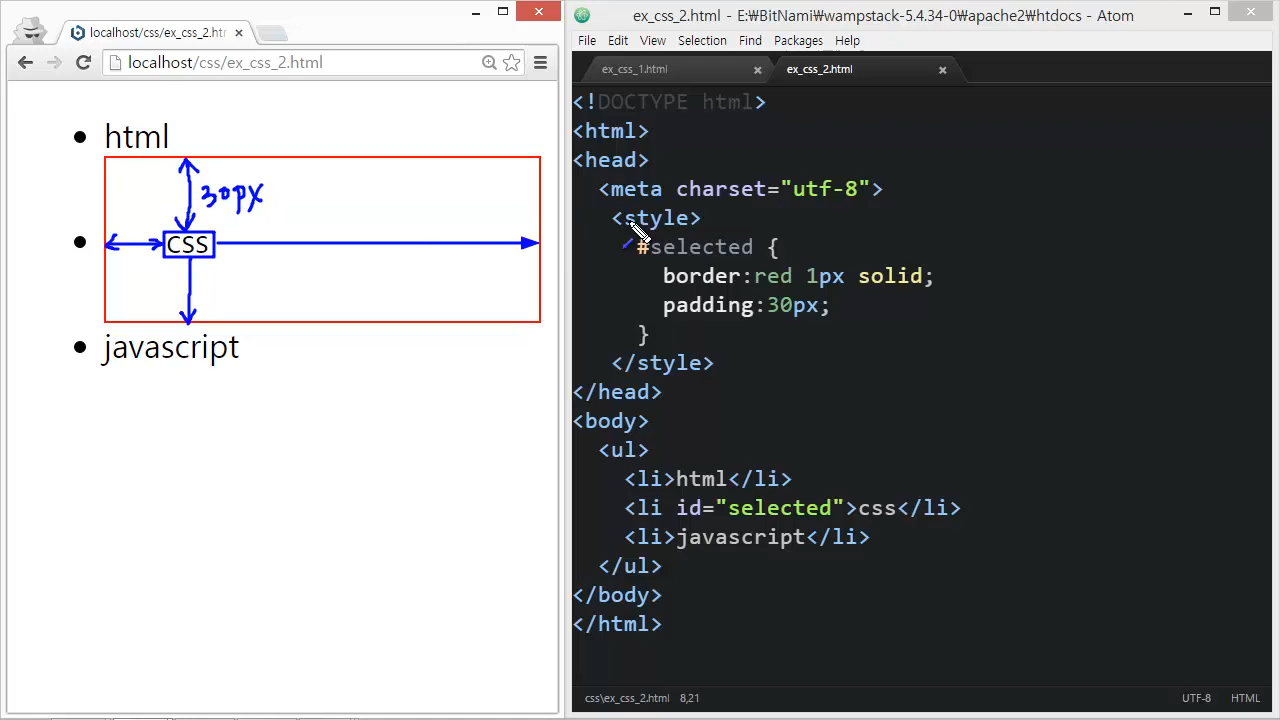 localhost/css/ex_css_2.htr
localhost/css/ex_css_2.html
• html
30px
• css
• javascript
ex_css_2.html - E:₩BitNami₩wampstack-5.4.34-0₩apache2₩htdocs - Atom
File Edit View Selection Find Packages Help
ex_css_1.html ex_css_2.html
<!DOCTYPE html>
<html>
<head>
<meta charset="utf-8">
<style>
#selected {
border:red 1px solid;
padding:30px;
}
</style>
</head>
<body>
<ul>
<li>html</li>
<li id="selected">css</li>
<li>javascript</li>
</ul>
</body>
</html>
css\ex_css_2.html 8,21 UTF-8 HTML